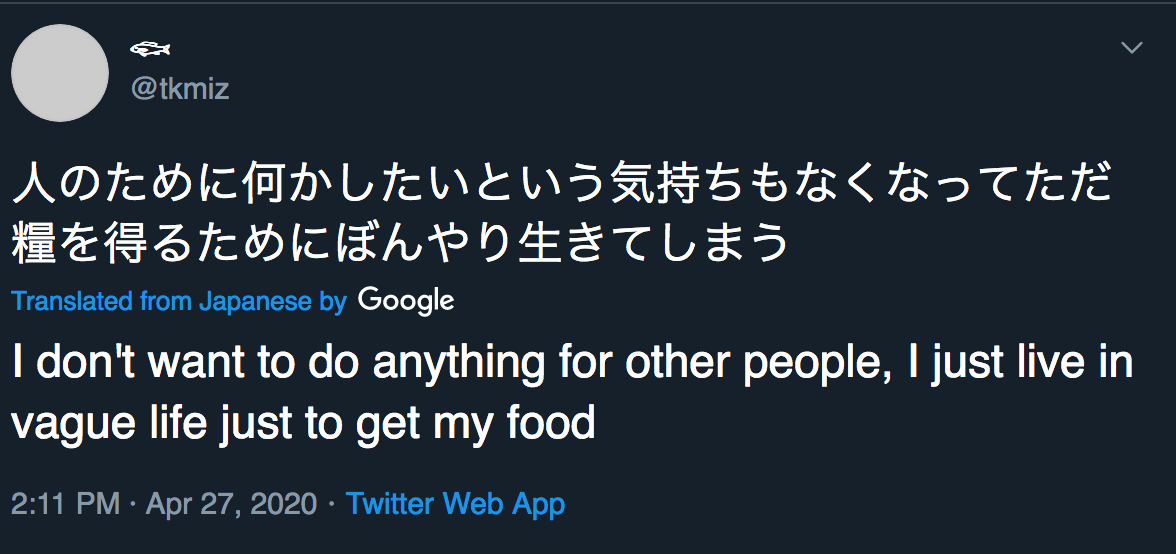 @tkmiz
人のために何かしたいという気持ちもなくなってただ
糧を得るためにぼんやり生きてしまう
Translated from Japanese by Google
I don't want to do anything for other people, I just live in
vague life just to get my food
2:11 PM · Apr 27, 2020 · Twitter Web App